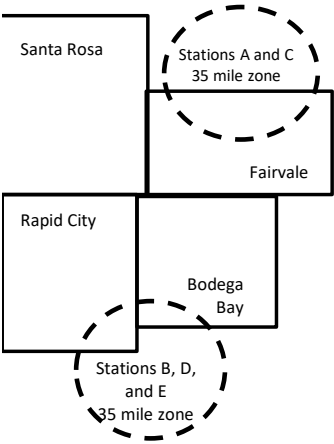 Santa Rosa
Stations A and C
35 mile zone
Fairvale
Rapid City
Bodega
Bay
Stations B, D,
and E
35 mile zone